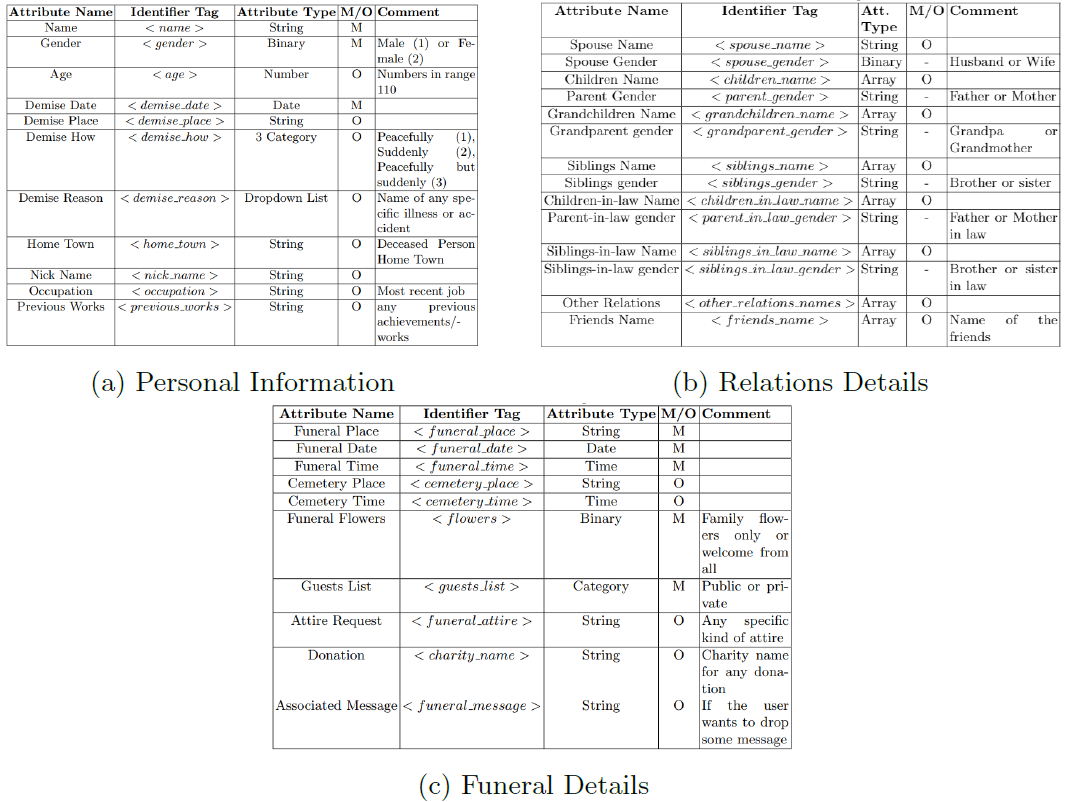 Attribute Name Identifier Tag Attribute Type M/O Comment
Name < name > String M
Gender < gender > Binary M Male (1) or Fe-
male (2)
Age < age > Number O Numbers in range
110
Demise Date < demise_date > Date M
Demise Place < demise_place > String O
Demise How < demise_how > 3 Category O Peacefully (1),
Suddenly (2),
Peacefully but
suddenly (3)
Demise Reason < demise_reason > Dropdown List O Name of any spe-
cific illness or ac-
cident
Home Town < home_town > String O Deceased Person
Home Town
Nick Name < nick_name > String O
Occupation < occupation > String O Most recent job
Previous Works < previous_works > String O any previous
achievements/-
works
(a) Personal Information
Attribute Name Identifier Tag Att. M/O Comment
Type
Spouse Name < spouse_name > String O
Spouse Gender < spouse_gender > Binary - Husband or Wife
Children Name < children_name > Array O
Parent Gender < parent_gender > String - Father or Mother
Grandchildren Name < grandchildren_name > Array O
Grandparent gender < grandparent_gender > String - Grandpa or
Grandmother
Siblings Name < siblings_name > Array O
Siblings gender < siblings_gender > String - Brother or sister
Children-in-law Name < children_in_law_name > Array O
Parent-in-law gender < parent_in_law_gender > String - Father or Mother
in law
Siblings-in-law Name < siblings_in_law_name > Array O
Siblings-in-law gender < siblings_in_law_gender > String - Brother or sister
in law
Other Relations < other_relations_names > Array O
Friends Name < friends_name > Array O Name of the
friends
(b) Relations Details
Attribute Name Identifier Tag Attribute Type M/O Comment
Funeral Place < funeral_place > String M
Funeral Date < funeral_date > Date M
Funeral Time < funeral_time > Time M
Cemetery Place < cemetery_place > String O
Cemetery Time < cemetery_time > Time O
Funeral Flowers < flowers > Binary M Family flow-
ers only or
welcome from
all
Guests List < guests_list > Category M Public or pri-
vate
Attire Request < funeral_attire > String O Any specific
kind of attire
Donation < charity_name > String O Charity name
for any dona-
tion
Associated Message < funeral_message > String O If the user
wants to drop
some message
(c) Funeral Details